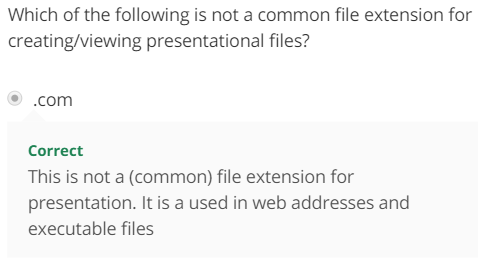 Which of the following is not a common file extension for
creating/viewing presentational files?
.com
Correct
This is not a (common) file extension for
presentation. It is a used in web addresses and
executable files